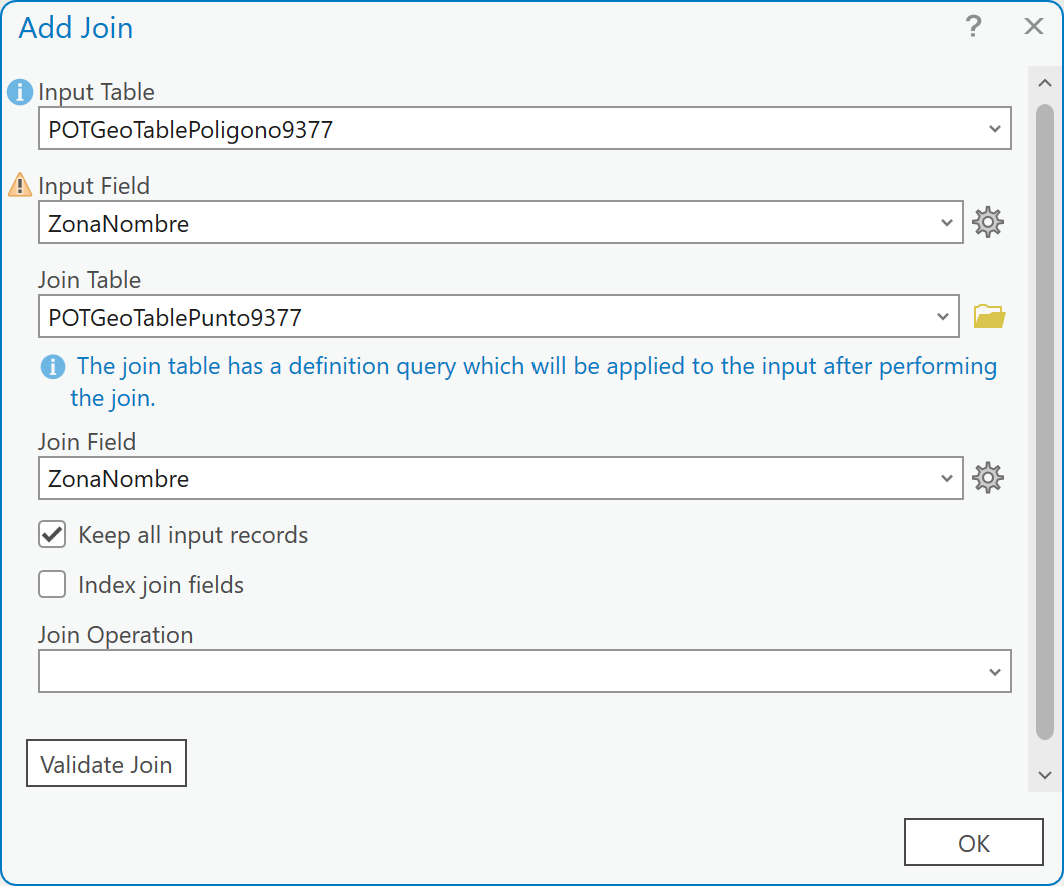 Add Join
?
Input Table
POTGeoTablePoligono9377
Input Field
ZonaNombre
Join Table
POTGeoTablePunto9377
The join table has a definition query which will be applied to the input after performing
the join.
Join Field
ZonaNombre
Keep all input records
Index join fields
Join Operation
Validate Join
OK